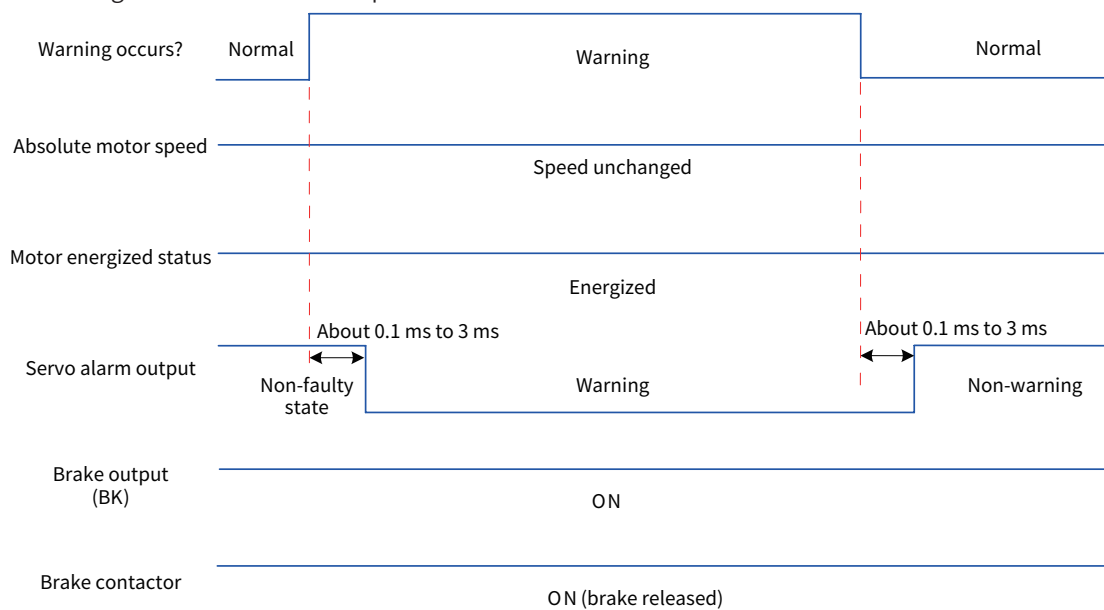 Warning occurs?
Normal
Warning
Normal
Absolute motor speed
Speed unchanged
Motor energized status
Energized
About 0.1 ms to 3 ms
About 0.1 ms to 3 ms
Servo alarm output
Non-faulty
state
Warning
Non-warning
Brake output
(BK)
ON
Brake contactor
ON (brake released)